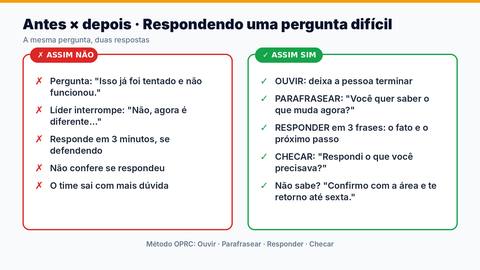 Antes × depois · Respondendo uma pergunta difícil
A mesma pergunta, duas respostas
✗ ASSIM NÃO
✗ Pergunta: "Isso já foi tentado e não
funcionou."
✗ Líder interrompe: "Não, agora é
diferente..."
✗ Responde em 3 minutos, se
defendendo
✗ Não confere se respondeu
✗ O time sai com mais dúvida
✓ ASSIM SIM
✓ OUVIR: deixa a pessoa terminar
✓ PARAFRASEAR: "Você quer saber o
que muda agora?"
✓ RESPONDER em 3 frases: o fato e o
próximo passo
✓ CHECAR: "Respondi o que você
precisava?"
✓ Não sabe? "Confirmo com a área e te
retorno até sexta."
Método OPRC: Ouvir · Parafrasear · Responder · Checar